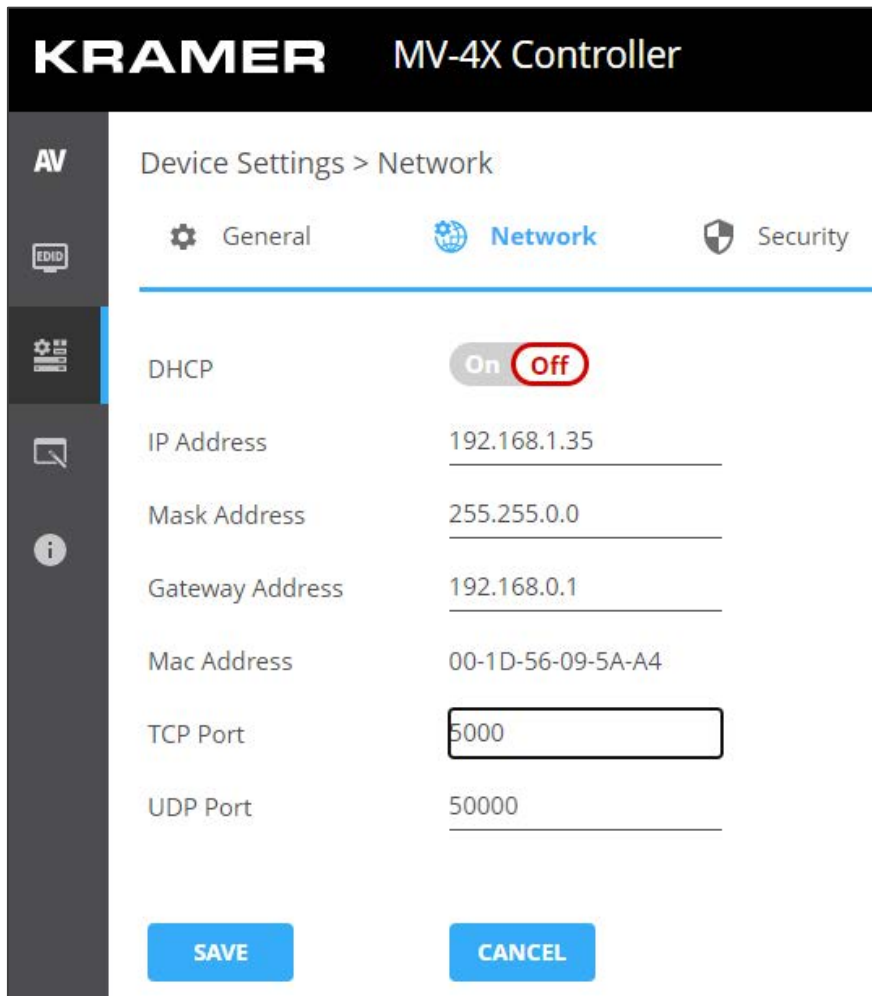 KRAMER MV-4X Controller
AV
Device Settings > Network
General Network Security
EDID
DHCP On Off
IP Address 192.168.1.35
Mask Address 255.255.0.0
Gateway Address 192.168.0.1
Mac Address 00-1D-56-09-5A-A4
TCP Port 5000
UDP Port 50000
SAVE CANCEL